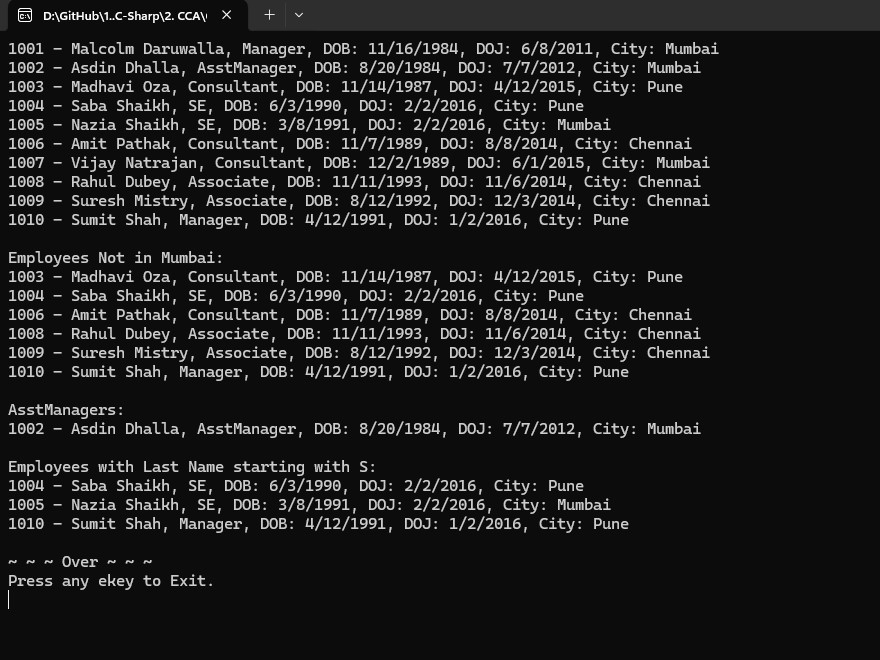 D:\GitHub\1..C-Sharp\2. CCA\
1001 - Malcolm Daruwalla, Manager, DOB: 11/16/1984, DOJ: 6/8/2011, City: Mumbai
1002 - Asdin Dhalla, AsstManager, DOB: 8/20/1984, DOJ: 7/7/2012, City: Mumbai
1003 - Madhavi Oza, Consultant, DOB: 11/14/1987, DOJ: 4/12/2015, City: Pune
1004 - Saba Shaikh, SE, DOB: 6/3/1990, DOJ: 2/2/2016, City: Pune
1005 - Nazia Shaikh, SE, DOB: 3/8/1991, DOJ: 2/2/2016, City: Mumbai
1006 - Amit Pathak, Consultant, DOB: 11/7/1989, DOJ: 8/8/2014, City: Chennai
1007 - Vijay Natrajan, Consultant, DOB: 12/2/1989, DOJ: 6/1/2015, City: Mumbai
1008 - Rahul Dubey, Associate, DOB: 11/11/1993, DOJ: 11/6/2014, City: Chennai
1009 - Suresh Mistry, Associate, DOB: 8/12/1992, DOJ: 12/3/2014, City: Chennai
1010 - Sumit Shah, Manager, DOB: 4/12/1991, DOJ: 1/2/2016, City: Pune
Employees Not in Mumbai:
1003 - Madhavi Oza, Consultant, DOB: 11/14/1987, DOJ: 4/12/2015, City: Pune
1004 - Saba Shaikh, SE, DOB: 6/3/1990, DOJ: 2/2/2016, City: Pune
1006 - Amit Pathak, Consultant, DOB: 11/7/1989, DOJ: 8/8/2014, City: Chennai
1008 - Rahul Dubey, Associate, DOB: 11/11/1993, DOJ: 11/6/2014, City: Chennai
1009 - Suresh Mistry, Associate, DOB: 8/12/1992, DOJ: 12/3/2014, City: Chennai
1010 - Sumit Shah, Manager, DOB: 4/12/1991, DOJ: 1/2/2016, City: Pune
AsstManagers:
1002 - Asdin Dhalla, AsstManager, DOB: 8/20/1984, DOJ: 7/7/2012, City: Mumbai
Employees with Last Name starting with S:
1004 - Saba Shaikh, SE, DOB: 6/3/1990, DOJ: 2/2/2016, City: Pune
1005 - Nazia Shaikh, SE, DOB: 3/8/1991, DOJ: 2/2/2016, City: Mumbai
1010 - Sumit Shah, Manager, DOB: 4/12/1991, DOJ: 1/2/2016, City: Pune
~ ~ ~ Over ~ ~ ~
Press any ekey to Exit.